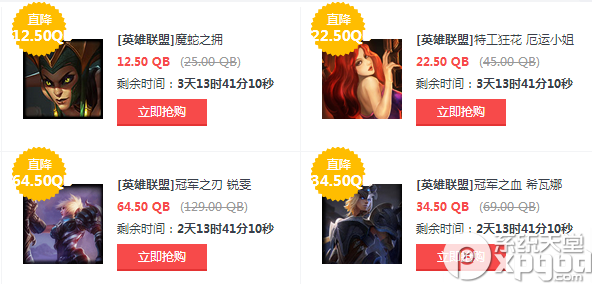 直降
12.50QB
[英雄联盟]魔蛇之拥
12.50 QB (25.00 QB)
剩余时间：3天13时41分10秒
立即抢购
直降
22.50QB
[英雄联盟]特工狂花 厄运小姐
22.50 QB (45.00 QB)
剩余时间：3天13时41分10秒
立即抢购
直降
64.50QB
[英雄联盟]冠军之刃 锐雯
64.50 QB (129.00 QB)
剩余时间：2天13时41分10秒
立即抢购
直降
34.50QB
[英雄联盟]冠军之血 希瓦娜
34.50 QB (69.00 QB)
剩余时间：2天13时41分10秒
立即抢购
系统天堂
xpgod